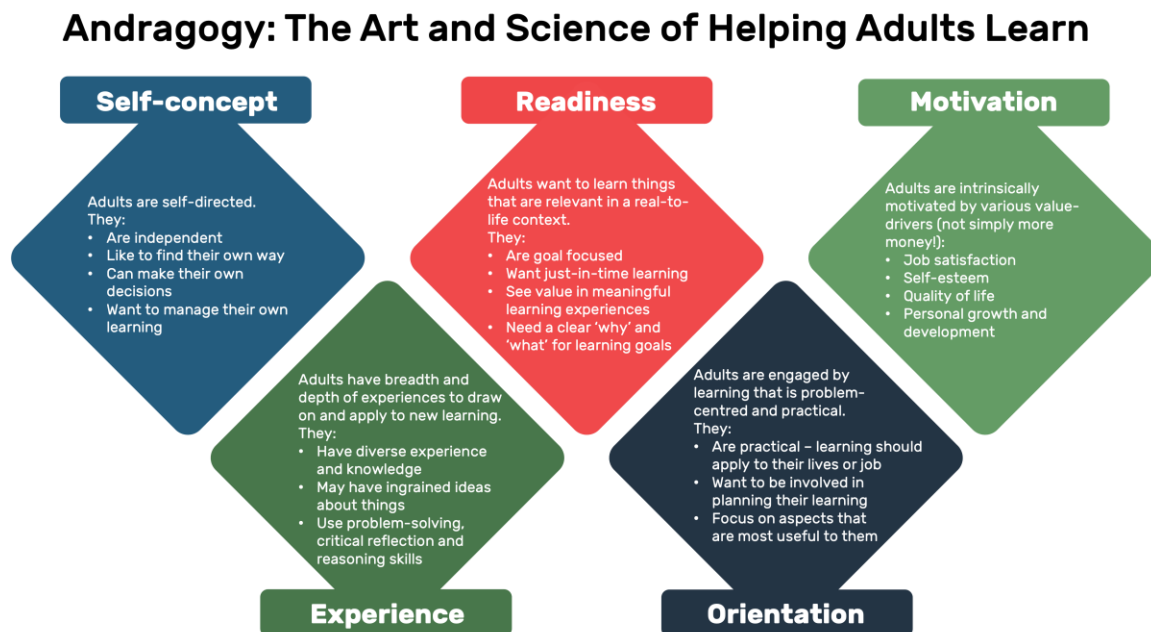 Andragogy: The Art and Science of Helping Adults Learn
Self-concept
Adults are self-directed.
They:
• Are independent
• Like to find their own way
• Can make their own
decisions
• Want to manage their own
learning
Adults have breadth and
depth of experiences to draw
on and apply to new learning.
They:
• Have diverse experience
and knowledge
• May have ingrained ideas
about things
• Use problem-solving,
critical reflection and
reasoning skills
Experience
Readiness
Adults want to learn things
that are relevant in a real-to-
life context.
They:
• Are goal focused
• Want just-in-time learning
• See value in meaningful
learning experiences
• Need a clear ‘why’ and
‘what’ for learning goals
Adults are engaged by
learning that is problem-
centred and practical.
They:
• Are practical – learning should
apply to their lives or job
• Want to be involved in
planning their learning
• Focus on aspects that
are most useful to them
Orientation
Motivation
Adults are intrinsically
motivated by various value-
drivers (not simply more
money!):
• Job satisfaction
• Self-esteem
• Quality of life
• Personal growth and
development